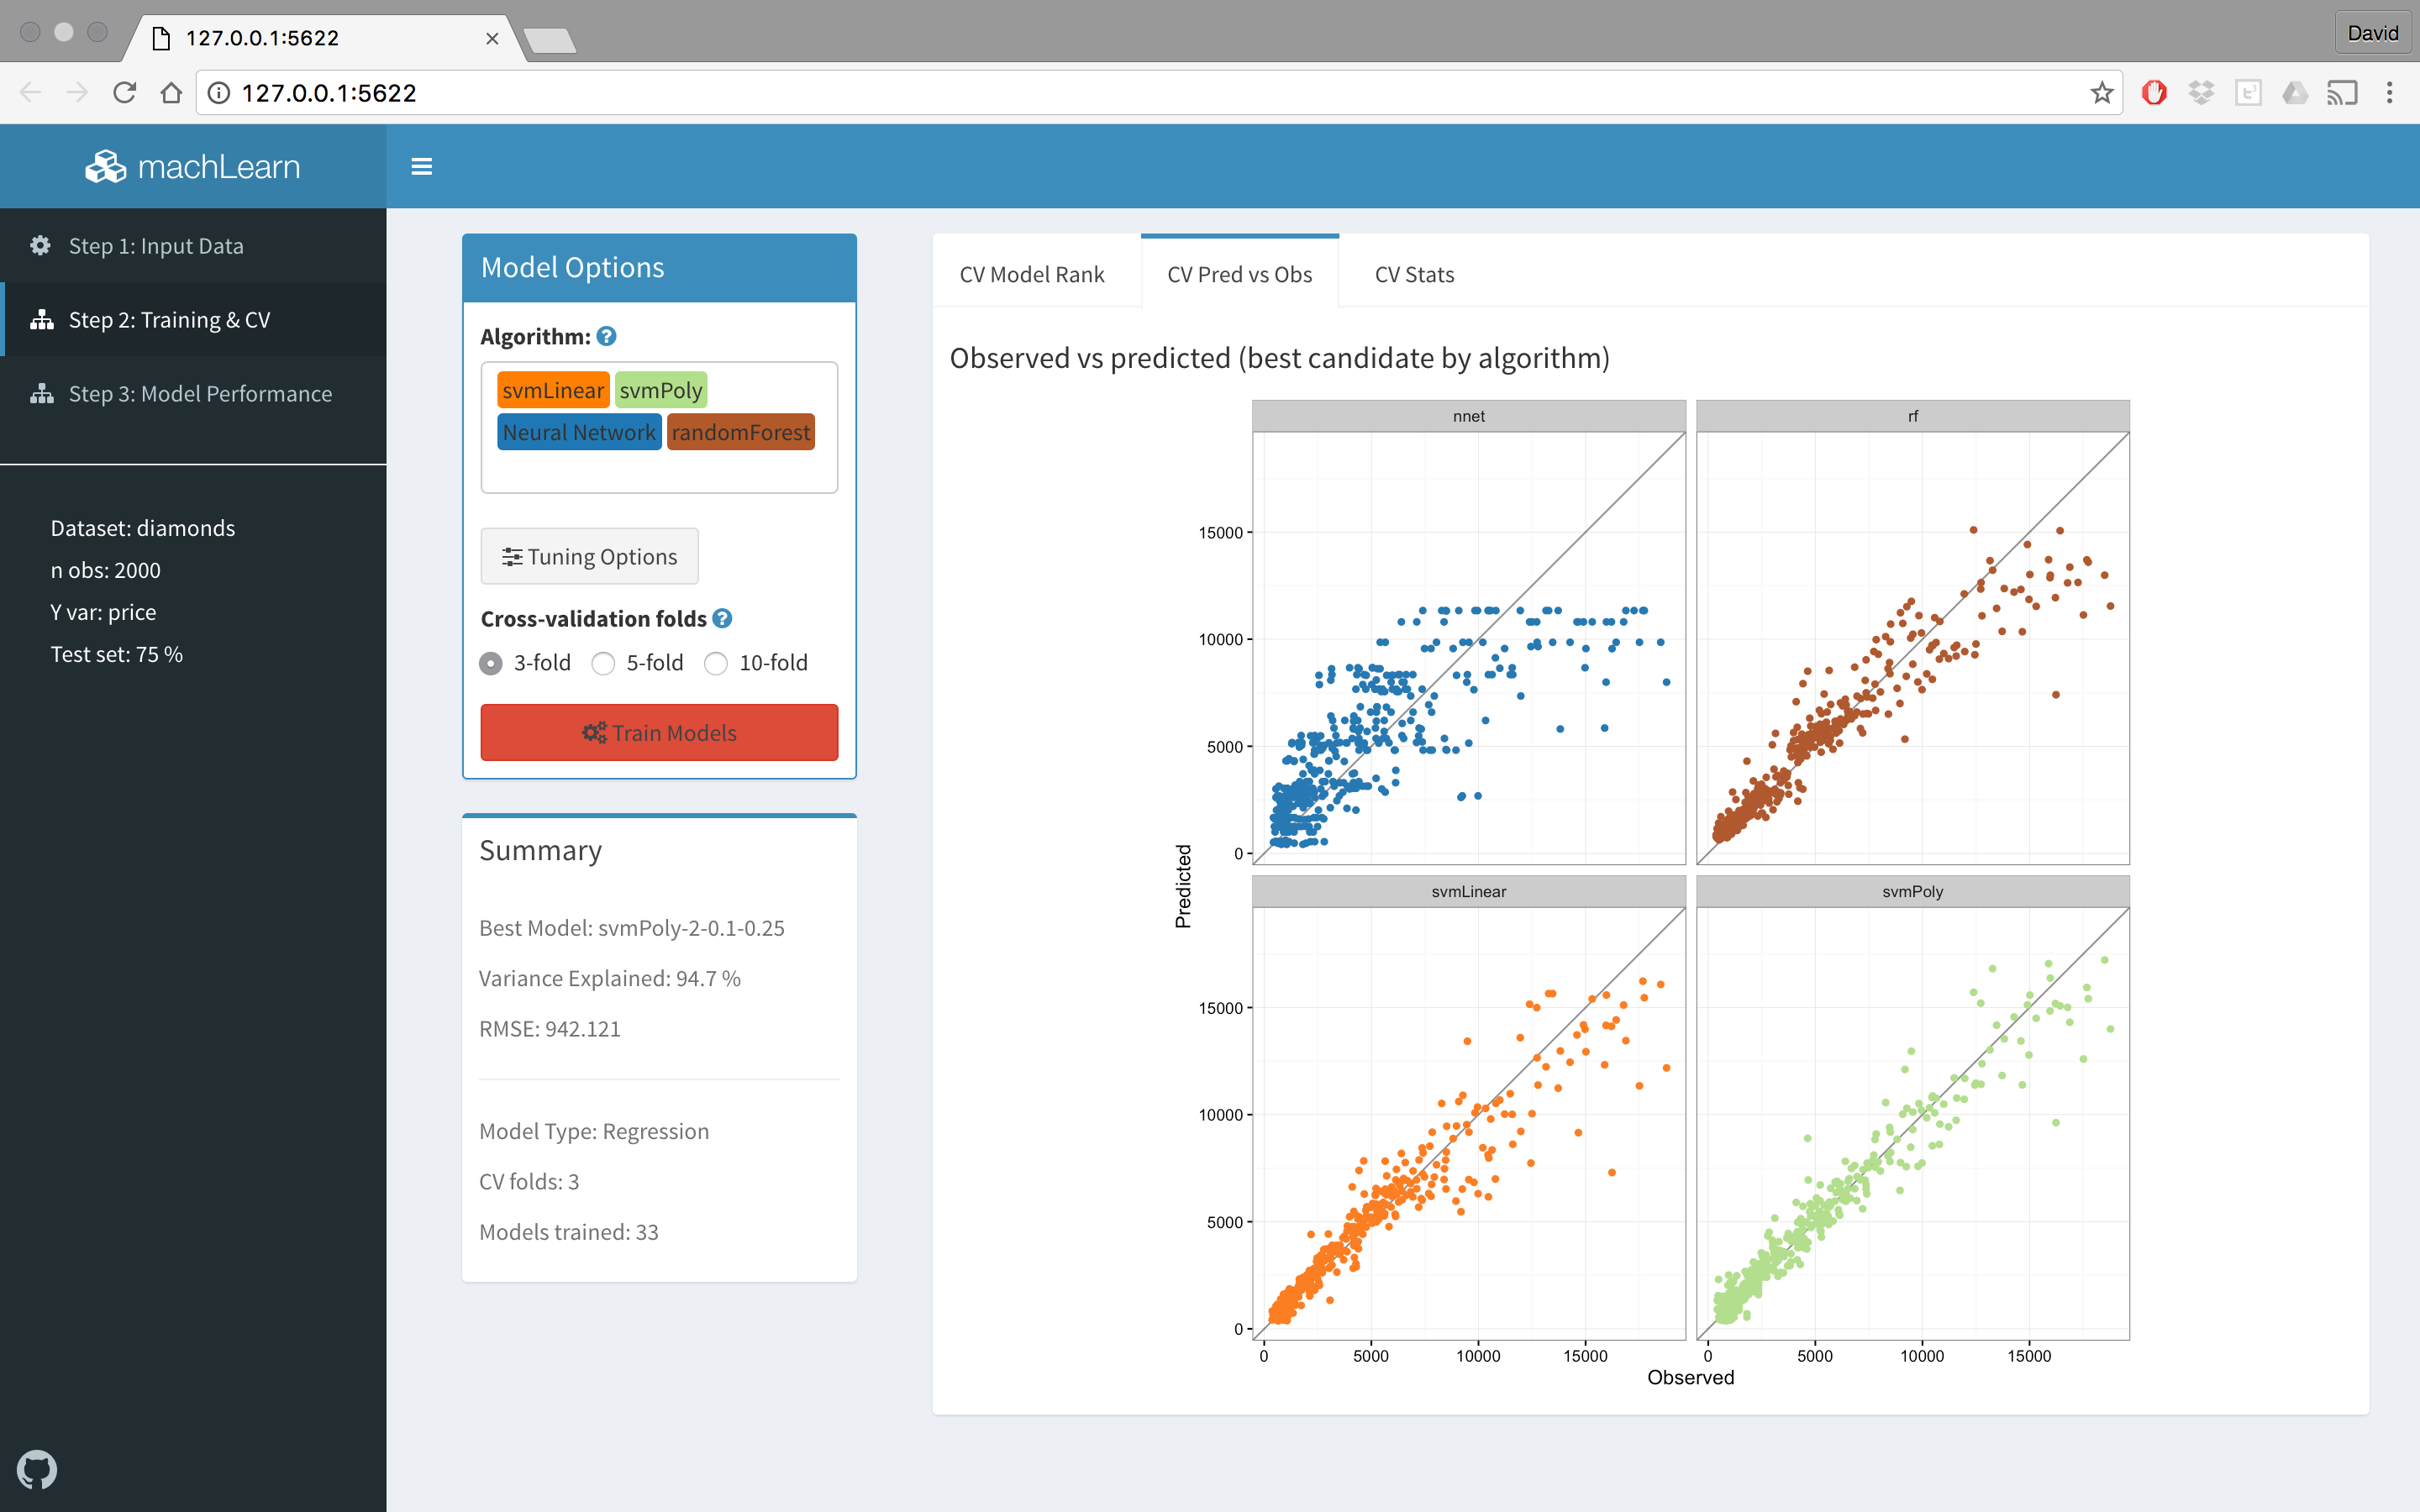 127.0.0.1:5622
David
127.0.0.1:5622
machLearn
Step 1: Input Data
Step 2: Training & CV
Step 3: Model Performance
Dataset: diamonds
n obs: 2000
Y var: price
Test set: 75 %
Model Options
Algorithm:
svmLinear svmPoly
Neural Network randomForest
Tuning Options
Cross-validation folds
3-fold 5-fold 10-fold
Train Models
Summary
Best Model: svmPoly-2-0.1-0.25
Variance Explained: 94.7 %
RMSE: 942.121
Model Type: Regression
CV folds: 3
Models trained: 33
CV Model Rank CV Pred vs Obs CV Stats
Observed vs predicted (best candidate by algorithm)
nnet rf
15000
10000
5000
0
Predicted
svmLinear svmPoly
15000
10000
5000
0
0 5000 10000 15000 0 5000 10000 15000
Observed